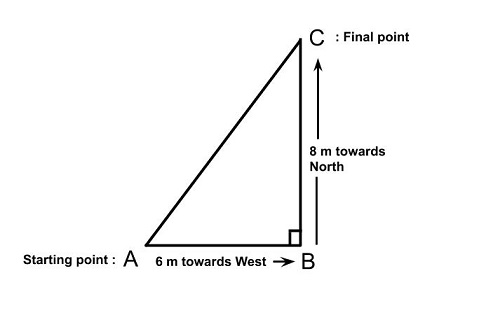 C : Final point
8 m towards
North
Starting point : A 6 m towards West B